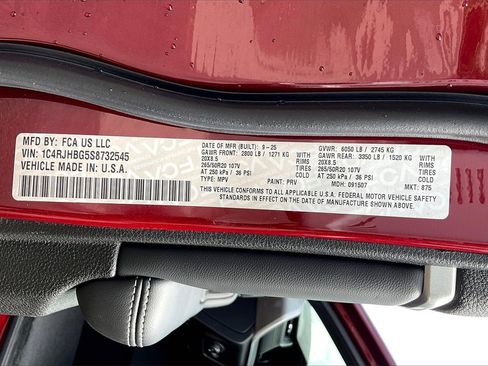 MFD BY: FCA US LLC
VIN: 1C4RJHBG5S8732545
VEHICLE MADE IN: U.S.A.
DATE OF MFR (BUILT): 9-25 GVWR: 6050 LB / 2745 KG
GAWR FRONT: 2800 LB / 1271 KG GAWR REAR: 3350 LB / 1520 KG
20X8.5 RIMS 20X8.5 RIMS
265/50R20 107V TIRES 265/50R20 107V TIRES
AT 250 kPa / 36 PSI COLD AT 250 kPa / 36 PSI COLD
TYPE: MPV PAINT: PRV MDH: 091507 MKT: 875
THIS VEHICLE CONFORMS TO ALL APPLICABLE U.S.A. FEDERAL MOTOR VEHICLE SAFETY
STANDARDS IN EFFECT ON THE DATE OF MANUFACTURE SHOWN ABOVE.